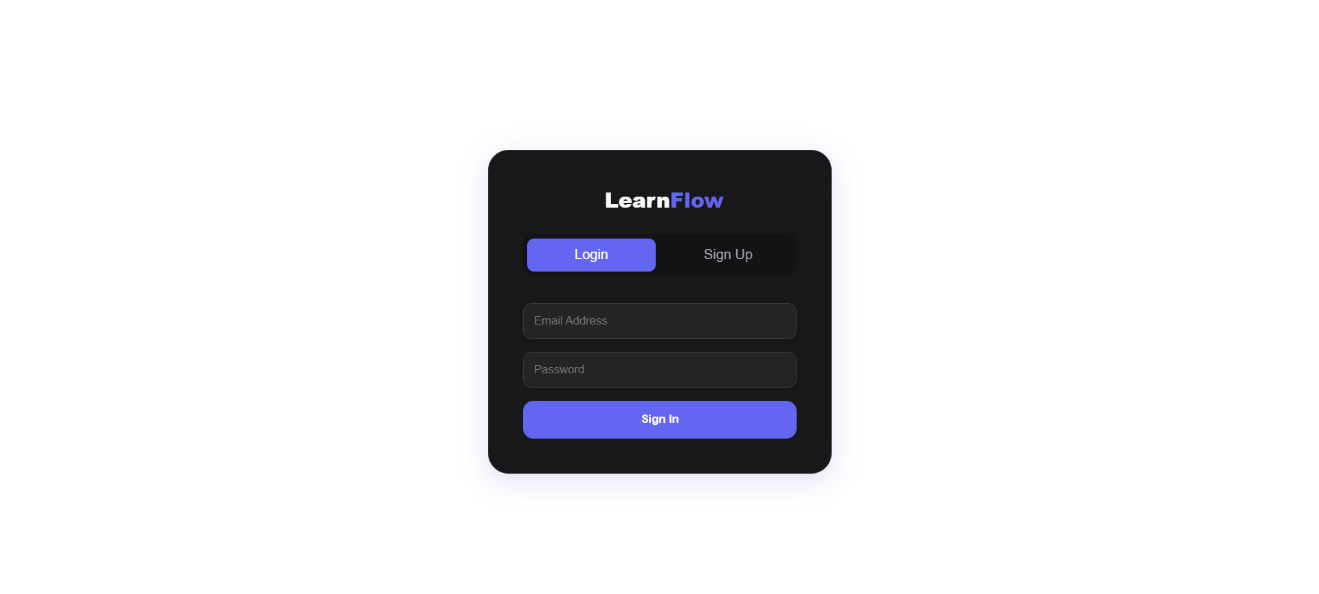 LearnFlow
Login Sign Up
Email Address
Password
Sign In